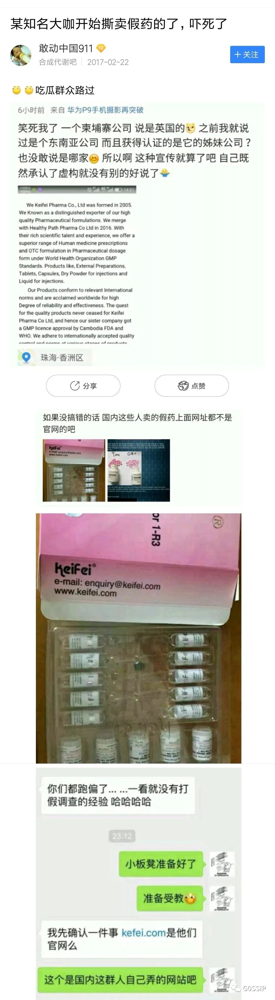 某知名大咖开始撕卖假药的了，吓死了
敢动中国911 12
合成代谢吧 2017-02-22
＋关注
吃瓜群众路过
6小时前 来自 华为P9手机摄影再突破
笑死我了 一个柬埔寨公司 说是英国的 之前我就说
过是个东南亚公司 而且获得认证的是它的姊妹公司？
也没敢说是哪家 所以啊 这种宣传就算了吧 自己既
然承认了虚构就没有别的好说了
4G 14:51
We Keifei Pharma Co., Ltd was formed in 2005.
We Known as a distinguished exporter of our high
quality Pharmaceutical formulations. We merge
with Healthy Path Pharma Co Ltd in 2016. With
their rich scientific talent and experience, we offer a
superior range of Human medicine prescriptions
and OTC formulation in Pharmaceutical dosage
form under World Health Organization GMP
Standards. Products like, External Preparations,
Tablets, Capsules, Dry Powder for injections and
Liquid for injections.
Our Products conform to relevant International
norms and are acclaimed worldwide for high
Degree of reliability and effectiveness. The quest
for the quality products never ceased for Keifei
Pharma Co Ltd, and hence our sister company got
a GMP licence approval by Cambodia FDA and
WHO. We adhere to internationally accepted quality
control and norms at various stages of products
珠海·香洲区
分享
点赞
如果没搞错的话 国内这些人卖的假药上面网址都不是
官网的吧
KeiFei
e-mail: enquiry@keifei.com
www.keifei.com
FAKE ORI
or 1-R3
®
KeiFei®
e-mail: enquiry@keifei.com
www.keifei.com
你们都跑偏了... ...一看就没有打
假调查的经验 哈哈哈哈
23:12
小板凳准备好了
准备受教
我先确认一件事 kefei.com是他们
官网么
这个是国内这群人自己弄的网站吧
G0SSIP